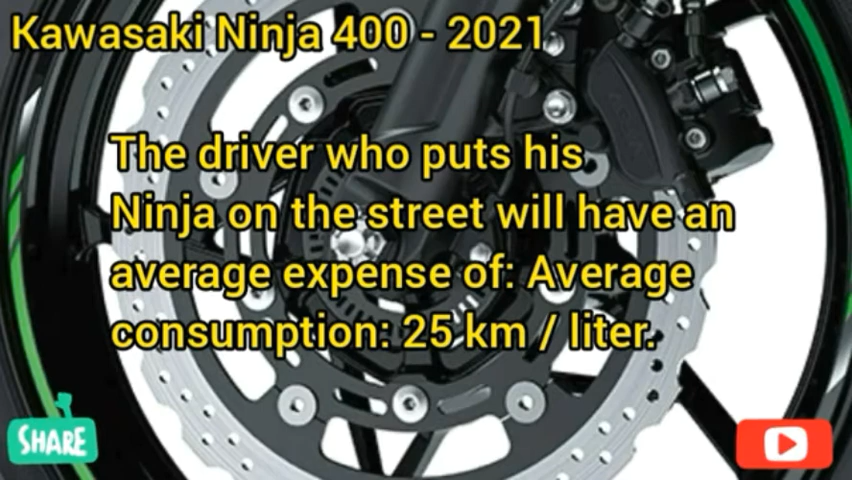 Kawasaki Ninja 400 - 2021
The driver who puts his
Ninja on the street will have an
average expense of: Average
consumption: 25 km / liter.
SHARE